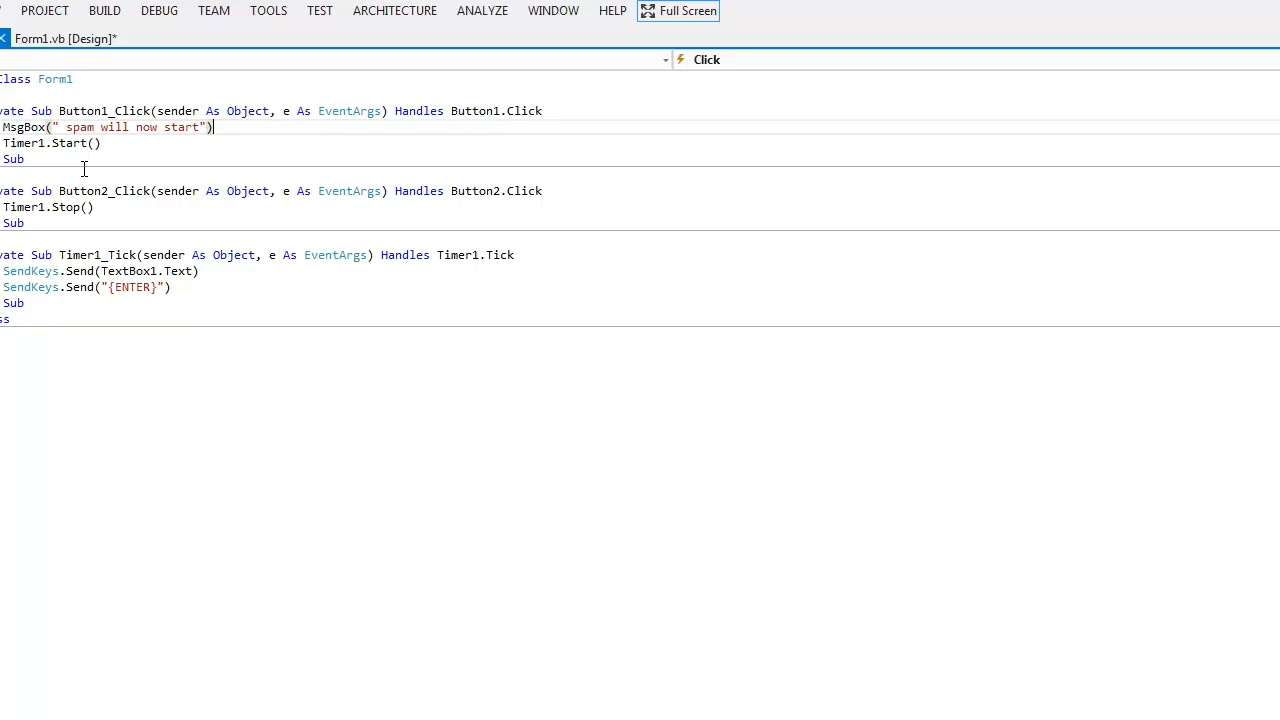 PROJECT BUILD DEBUG TEAM TOOLS TEST ARCHITECTURE ANALYZE WINDOW HELP Full Screen
Form1.vb [Design]*
Click
Class Form1
vate Sub Button1_Click(sender As Object, e As EventArgs) Handles Button1.Click
MsgBox(" spam will now start")
Timer1.Start()
Sub
vate Sub Button2_Click(sender As Object, e As EventArgs) Handles Button2.Click
Timer1.Stop()
Sub
vate Sub Timer1_Tick(sender As Object, e As EventArgs) Handles Timer1.Tick
SendKeys.Send(TextBox1.Text)
SendKeys.Send("{ENTER}")
Sub
ss